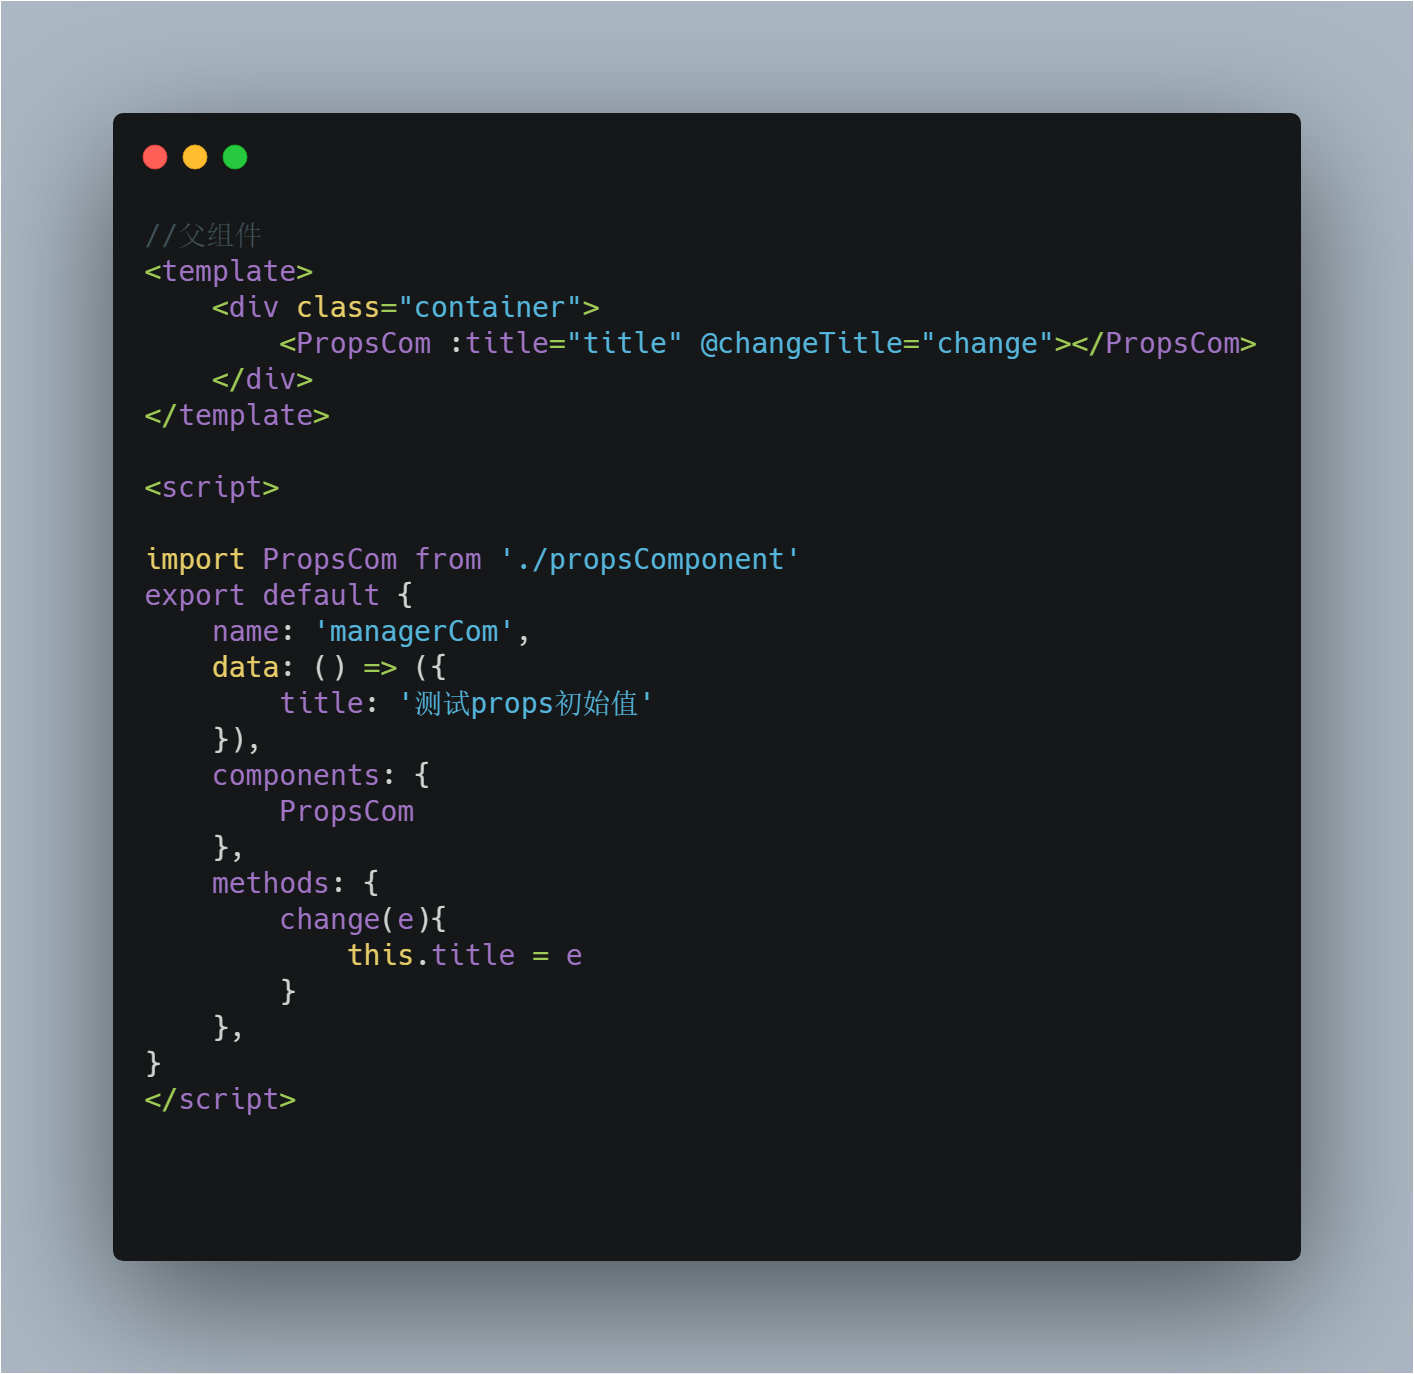 //父组件
<template>
    <div class="container">
        <PropsCom :title="title" @changeTitle="change"></PropsCom>
    </div>
</template>

<script>

import PropsCom from './propsComponent'
export default {
    name: 'managerCom',
    data: () => ({
        title: '测试props初始值'
    }),
    components: {
        PropsCom
    },
    methods: {
        change(e){
            this.title = e
        }
    },
}
</script>